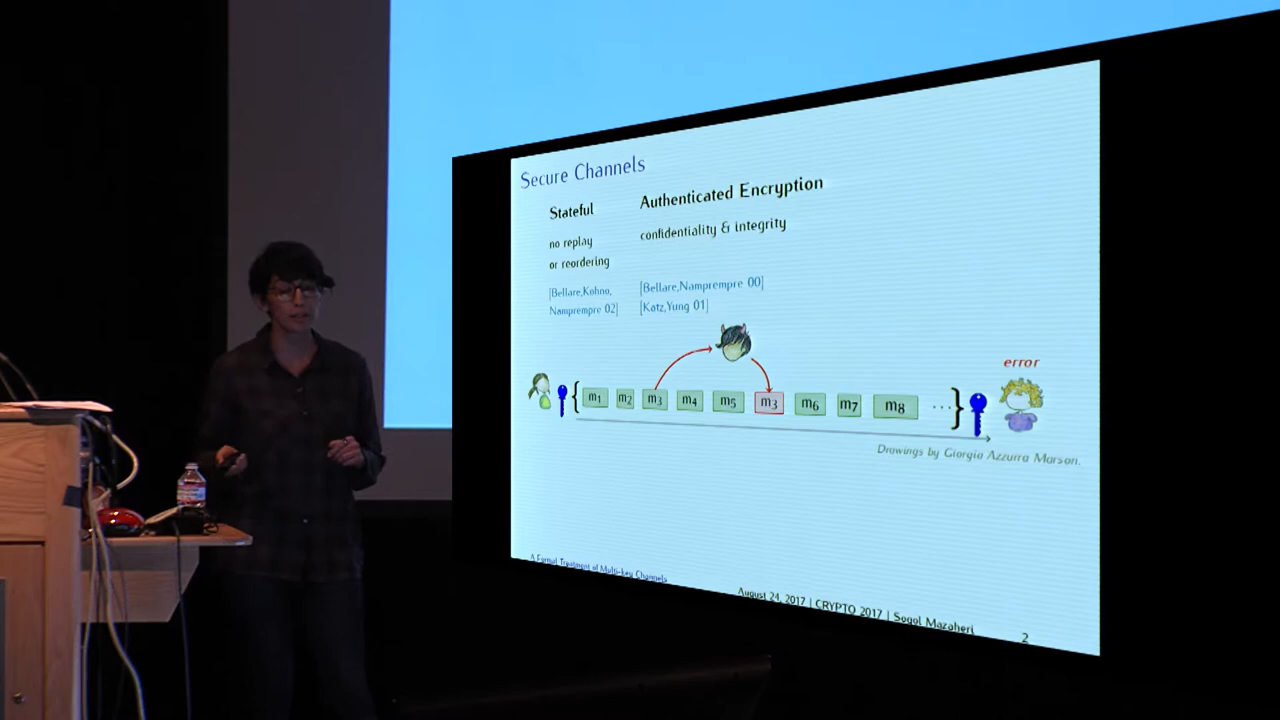 Secure Channels
Stateful
no replay
or reordering
[Bellare,Kohno,
Namprempre 02]
Authenticated Encryption
confidentiality & integrity
[Bellare,Namprempre 00]
[Katz,Yung 01]
error
{ m1 m2 m3 m4 m5 m3 m6 m7 m8 ... }
Drawings by Giorgia Azzurra Marson.
A Formal Treatment of Multi-key Channels
August 24, 2017 | CRYPTO 2017 | Sogol Mazaheri
2